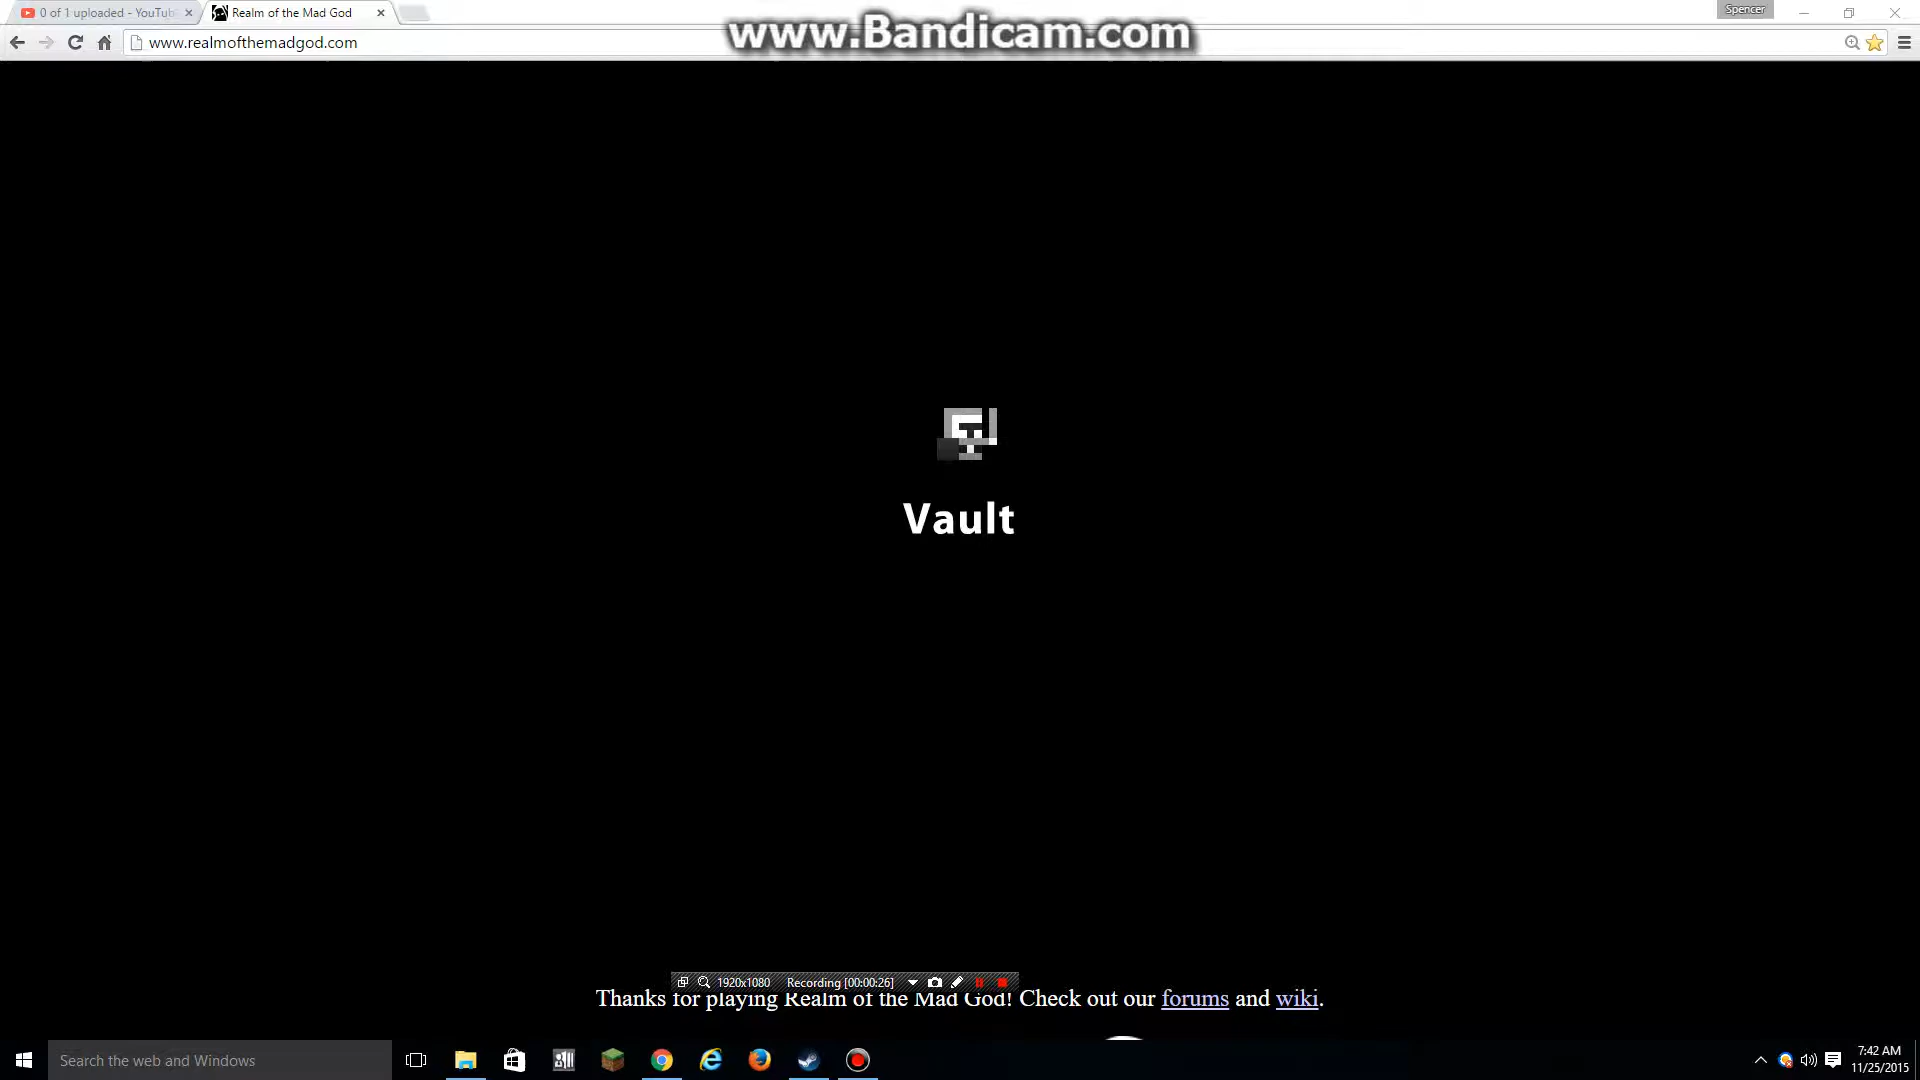 0 of 1 uploaded - YouTub
Realm of the Mad God
Spencer
www.Bandicam.com
www.realmofthemadgod.com
Vault
1920x1080 Recording [00:00:26]
Thanks for playing Realm of the Mad God! Check out our forums and wiki.
Search the web and Windows
7:42 AM
11/25/2015